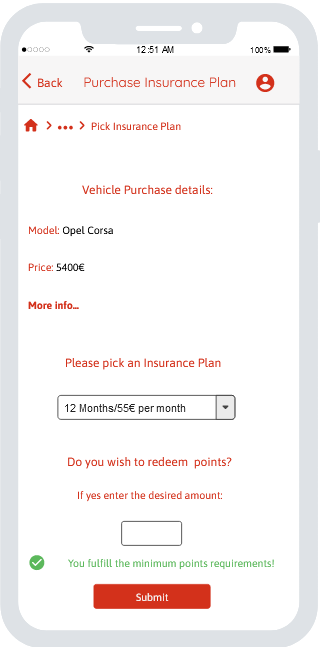 12:51 AM 100%
Back Purchase Insurance Plan
Pick Insurance Plan
Vehicle Purchase details:
Model: Opel Corsa
Price: 5400€
More info...
Please pick an Insurance Plan
12 Months/55€ per month
Do you wish to redeem points?
If yes enter the desired amount:
You fulfill the minimum points requirements!
Submit